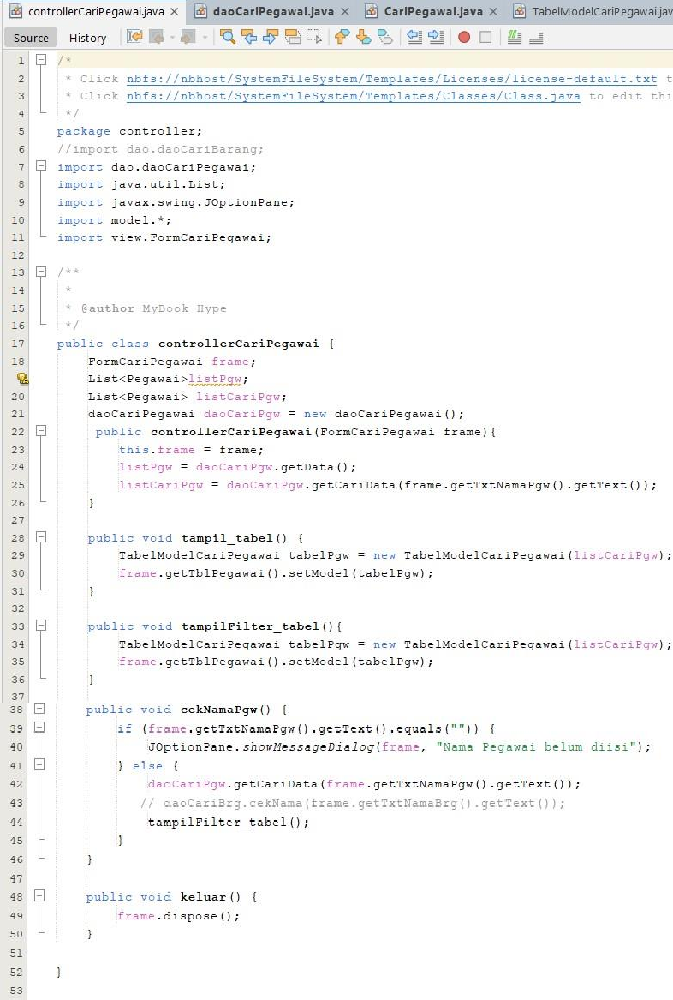 controllerCariPegawai.java × daoCariPegawai.java × CariPegawai.java × TabelModelCariPegawai.jav
Source History
1 /*
2 * Click nbfs://nbhost/SystemFileSystem/Templates/Licenses/license-default.txt t
3 * Click nbfs://nbhost/SystemFileSystem/Templates/Classes/Class.java to edit thi
4 */
5 package controller;
6 //import dao.daoCariBarang;
7 import dao.daoCariPegawai;
8 import java.util.List;
9 import javax.swing.JOptionPane;
10 import model.*;
11 import view.FormCariPegawai;
12
13 /**
14 *
15 * @author MyBook Hype
16 */
17 public class controllerCariPegawai {
18 FormCariPegawai frame;
List<Pegawai>listPgw;
20 List<Pegawai> listCariPgw;
21 daoCariPegawai daoCariPgw = new daoCariPegawai();
22 public controllerCariPegawai(FormCariPegawai frame){
23 this.frame = frame;
24 listPgw = daoCariPgw.getData();
25 listCariPgw = daoCariPgw.getCariData(frame.getTxtNamaPgw().getText());
26 }
27
28 public void tampil_tabel() {
29 TabelModelCariPegawai tabelPgw = new TabelModelCariPegawai(listCariPgw);
30 frame.getTblPegawai().setModel(tabelPgw);
31 }
32
33 public void tampilFilter_tabel(){
34 TabelModelCariPegawai tabelPgw = new TabelModelCariPegawai(listCariPgw);
35 frame.getTblPegawai().setModel(tabelPgw);
36 }
37
38 public void cekNamaPgw() {
39 if (frame.getTxtNamaPgw().getText().equals("")) {
40 JOptionPane.showMessageDialog(frame, "Nama Pegawai belum diisi");
41 } else {
42 daoCariPgw.getCariData(frame.getTxtNamaPgw().getText());
43 // daoCariBrg.cekNama(frame.getTxtNamaBrg().getText());
44 tampilFilter_tabel();
45 }
46 }
47
48 public void keluar() {
49 frame.dispose();
50 }
51
52 }
53